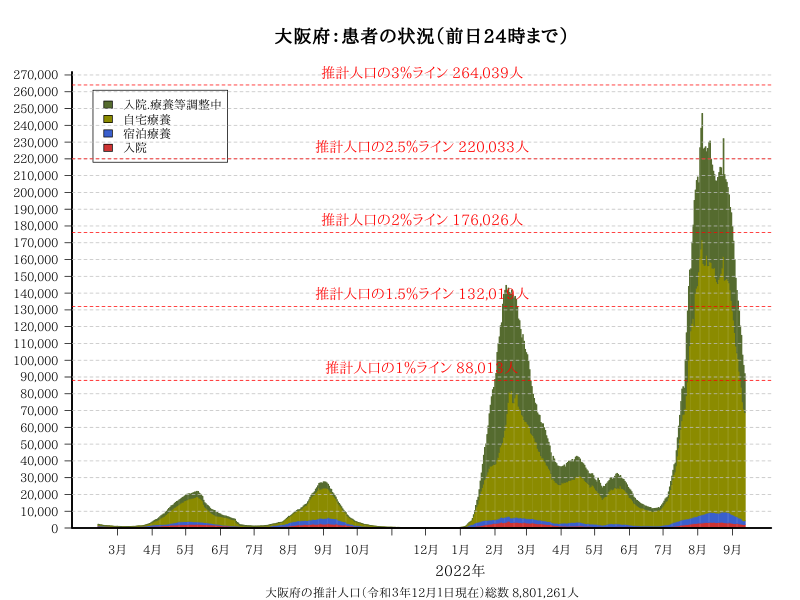 大阪府：患者の状況（前日24時まで）
推計人口の3%ライン 264,039人
推計人口の2.5%ライン 220,033人
推計人口の2%ライン 176,026人
推計人口の1.5%ライン 132,01人
推計人口の1%ライン 88,01人
入院，療養等調整中
自宅療養
宿泊療養
入院
270,000
260,000
250,000
240,000
230,000
220,000
210,000
200,000
190,000
180,000
170,000
160,000
150,000
140,000
130,000
120,000
110,000
100,000
90,000
80,000
70,000
60,000
50,000
40,000
30,000
20,000
10,000
0
3月 4月 5月 6月 7月 8月 9月 10月 12月 1月 2月 3月 4月 5月 6月 7月 8月 9月
2022年
大阪府の推計人口（令和3年12月1日現在）総数 8,801,261人